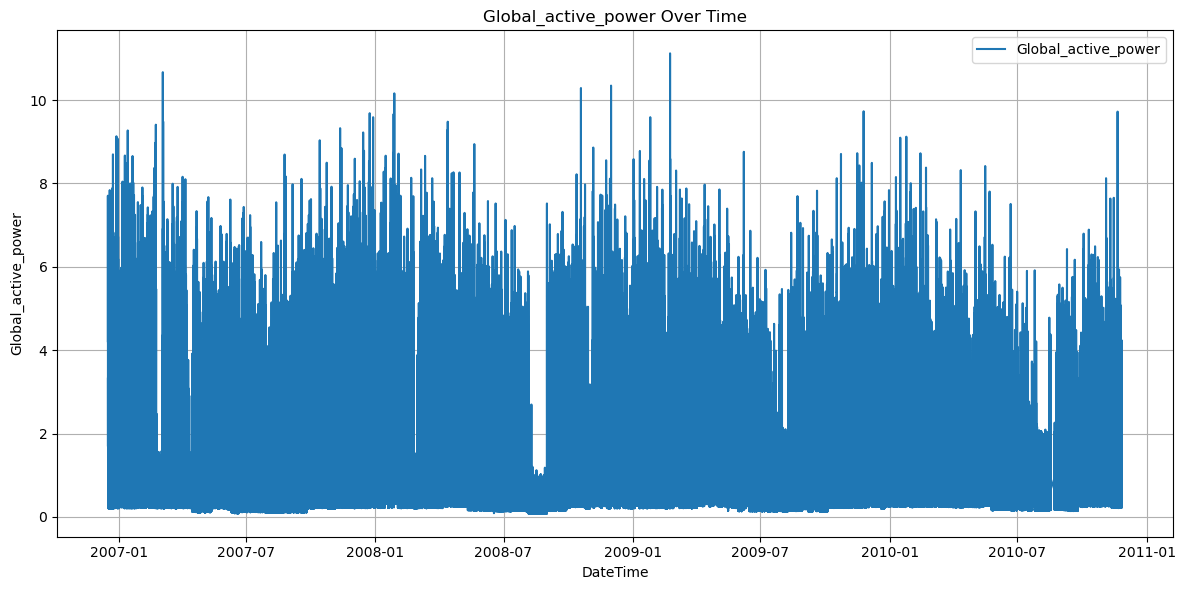 Global_active_power Over Time
Global_active_power
Global_active_power
10
8
6
4
2
0
2007-01 2007-07 2008-01 2008-07 2009-01 2009-07 2010-01 2010-07 2011-01
DateTime